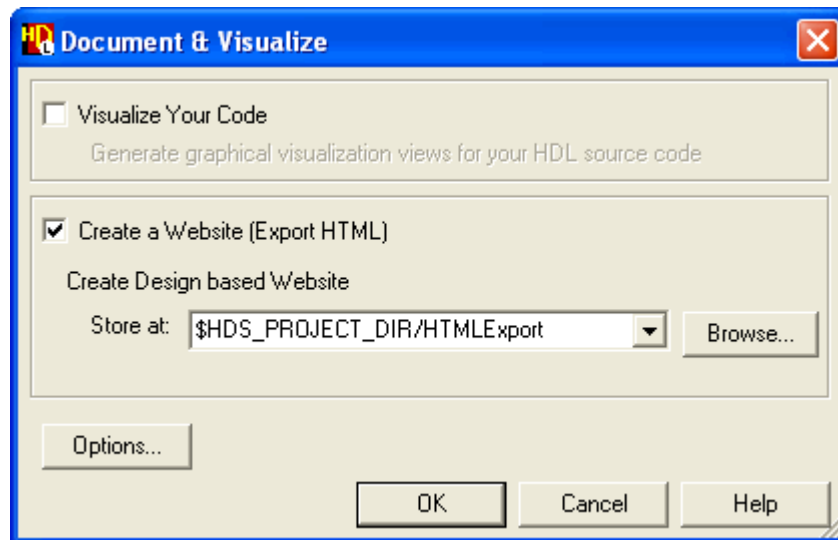 HD L Document & Visualize
Visualize Your Code
Generate graphical visualization views for your HDL source code
Create a Website (Export HTML)
Create Design based Website
Store at: $HDS_PROJECT_DIR/HTMLExport Browse...
Options...
OK Cancel Help